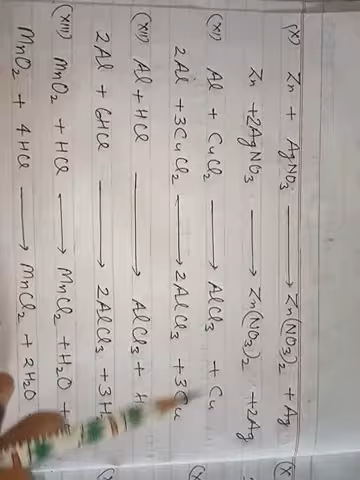 (X) Zn + AgNO₃ ⟶ Zn(NO₃)₂ + Ag (X
Zn + 2AgNO₃ ⟶ Zn(NO₃)₂ + 2Ag
(XI) Al + CuCl₂ ⟶ AlCl₃ + Cu (X
2Al + 3CuCl₂ ⟶ 2AlCl₃ + 3Cu
(XII) Al + HCl ⟶ AlCl₃ + H
2Al + 6HCl ⟶ 2AlCl₃ + 3H
(XIII) MnO₂ + HCl ⟶ MnCl₂ + H₂O +
MnO₂ + 4HCl ⟶ MnCl₂ + 2H₂O